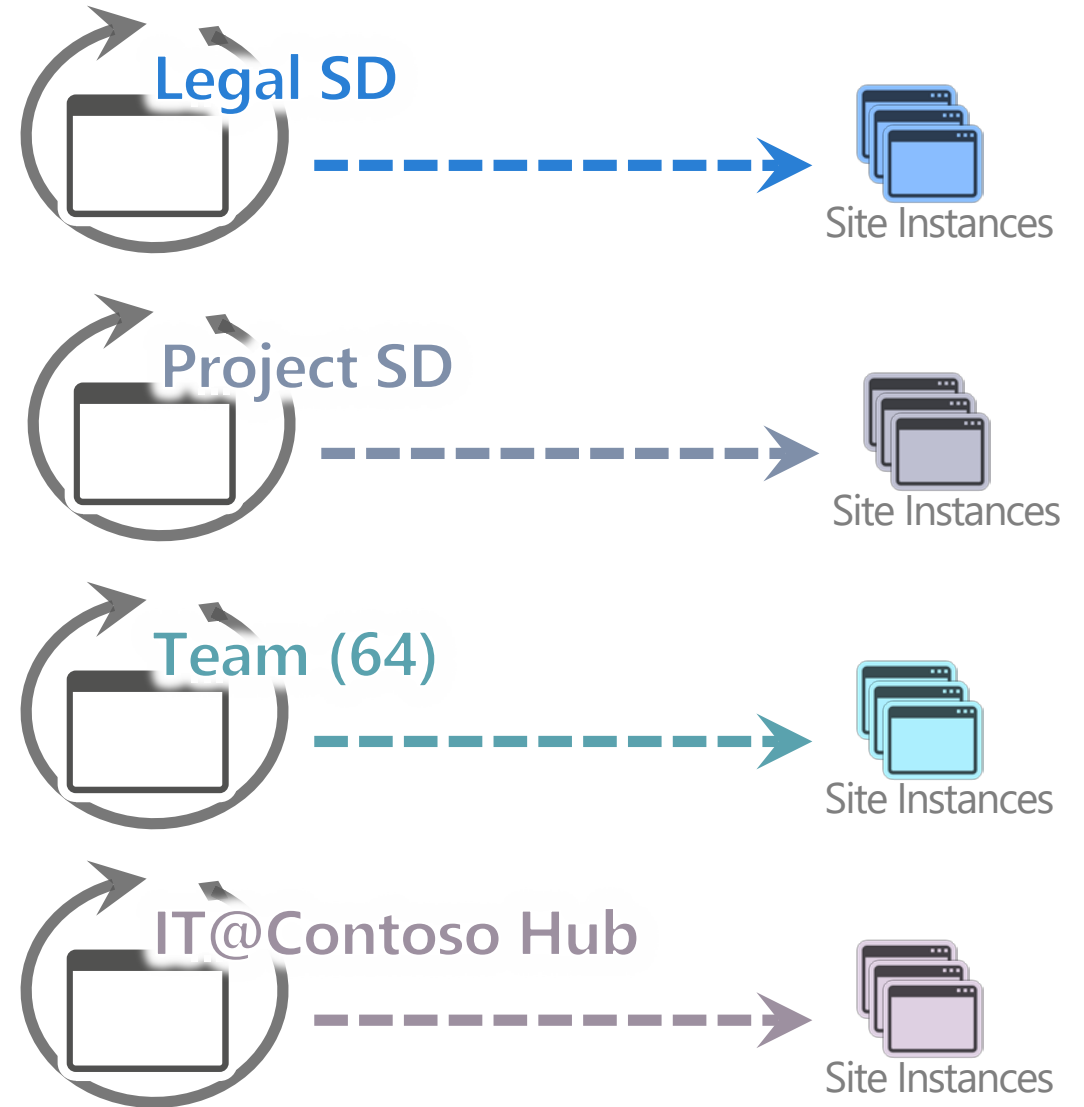 Legal SD
Site Instances
Project SD
Site Instances
Team (64)
Site Instances
IT@Contoso Hub
Site Instances